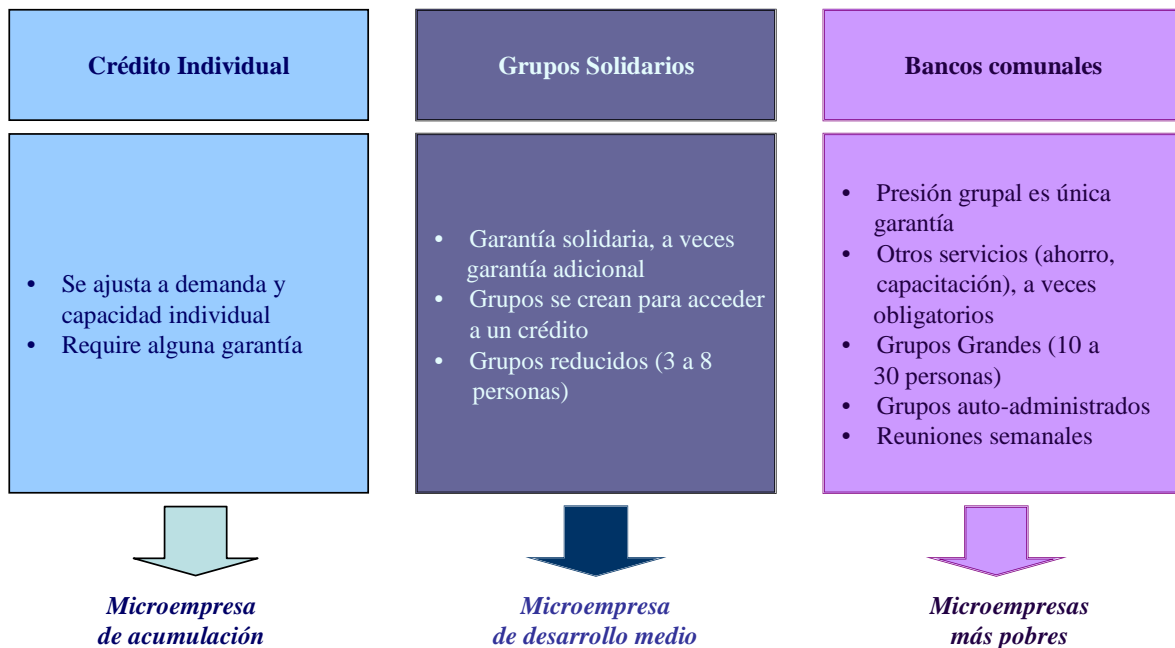 Crédito Individual
• Se ajusta a demanda y
capacidad individual
• Require alguna garantía
Microempresa
de acumulación
Grupos Solidarios
• Garantía solidaria, a veces
garantía adicional
• Grupos se crean para acceder
a un crédito
• Grupos reducidos (3 a 8
personas)
Microempresa
de desarrollo medio
Bancos comunales
• Presión grupal es única
garantía
• Otros servicios (ahorro,
capacitación), a veces
obligatorios
• Grupos Grandes (10 a
30 personas)
• Grupos auto-administrados
• Reuniones semanales
Microempresas
más pobres